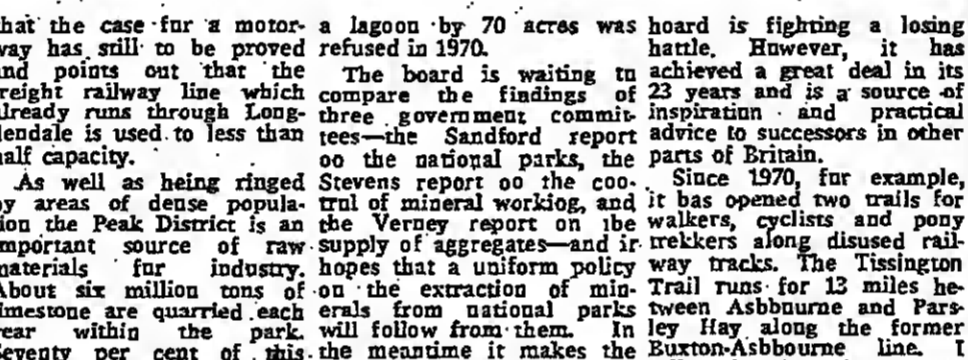 that the case for a motor-
way has still to be proved
and points out that the
freight railway line which
already runs through Long-
dendale is used to less than
half capacity.
As well as being ringed
by areas of dense popula-
tion the Peak District is an
important source of raw
materials for industry.
About six million tons of
limestone are quarried each
year within the park.
Seventy per cent of this
a lagoon by 70 acres was
refused in 1970.
The board is waiting to
compare the findings of
three government commit-
tees—the Sandford report
on the national parks, the
Stevens report on the con-
trol of mineral working, and
the Verney report on the
supply of aggregates—and it
hopes that a uniform policy
on the extraction of min-
erals from national parks
will follow from them. In
the meantime it makes the
board is fighting a losing
battle. However, it has
achieved a great deal in its
23 years and is a source of
inspiration and practical
advice to successors in other
parts of Britain.
Since 1970, for example,
it has opened two trails for
walkers, cyclists and pony
trekkers along disused rail-
way tracks. The Tissington
Trail runs for 13 miles be-
tween Ashbourne and Pars-
ley Hay along the former
Buxton-Ashbourne line. I